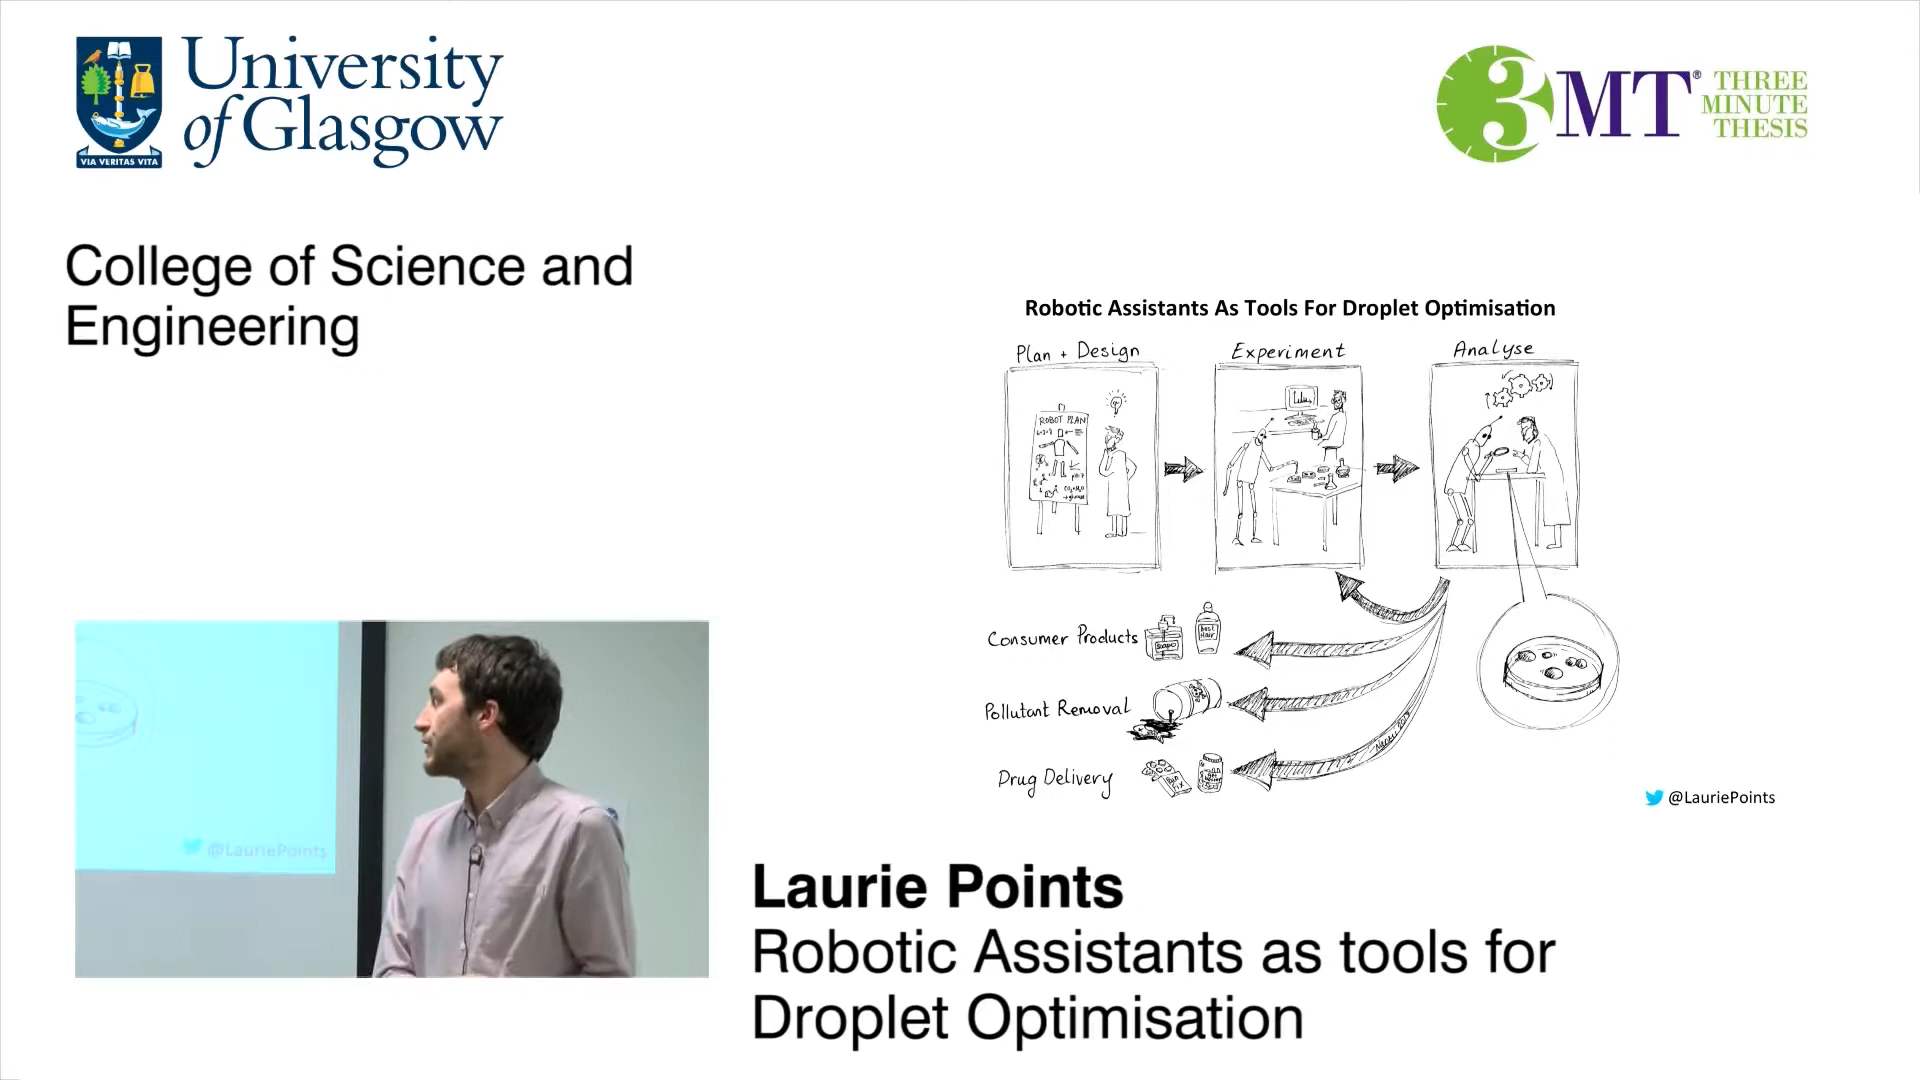 University
of Glasgow
VIA VERITAS VITA
3MT®
THREE
MINUTE
THESIS
College of Science and
Engineering
Robotic Assistants As Tools For Droplet Optimisation
Plan + Design
Experiment
Analyse
ROBOT PLAN
Consumer Products
Soap
Pollutant Removal
Drug Delivery
@LauriePoints
@LauriePoints
Laurie Points
Robotic Assistants as tools for
Droplet Optimisation